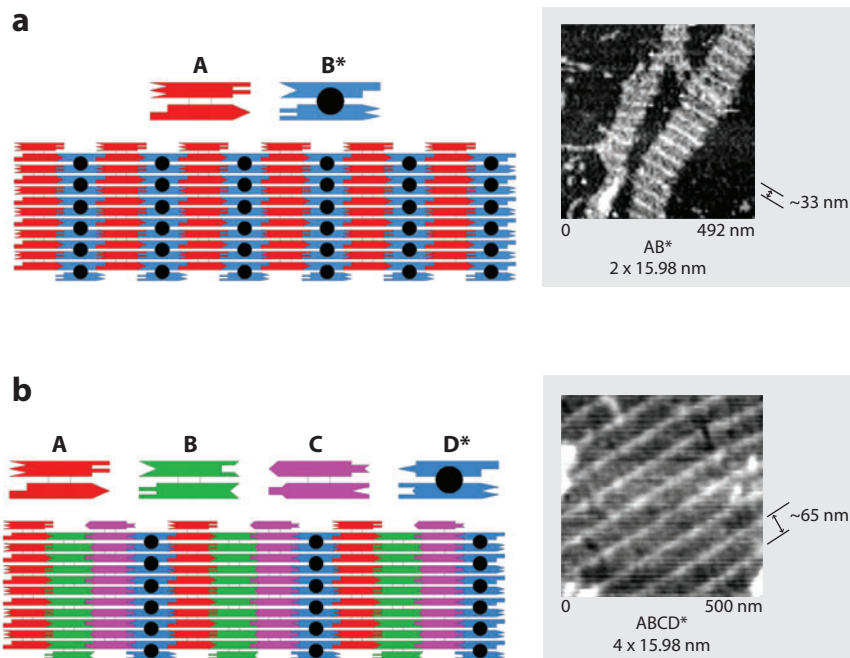 a
A B*
~33 nm
0 492 nm
AB*
2 x 15.98 nm
b
A B C D*
~65 nm
0 500 nm
ABCD*
4 x 15.98 nm